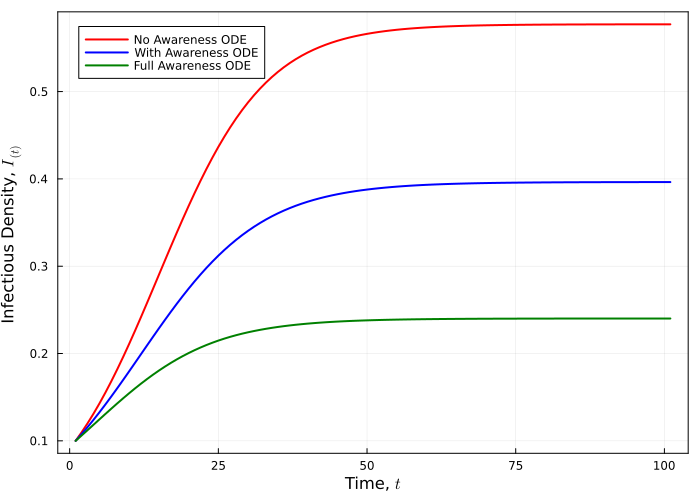 No Awareness ODE
With Awareness ODE
Full Awareness ODE
0.5
0.4
0.3
0.2
0.1
Infectious Density, I(t)
0 25 50 75 100
Time, t